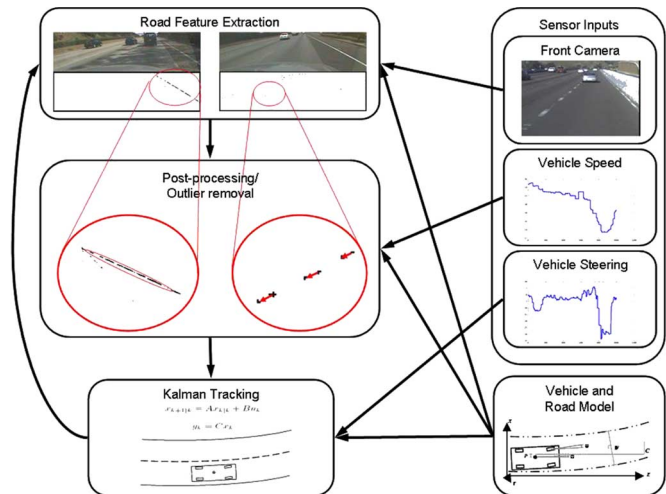 Road Feature Extraction
Post-processing/
Outlier removal
Kalman Tracking
x_{k+1|k} = Ax_{k|k} + Bu_k
y_k = Cx_k
Sensor Inputs
Front Camera
Vehicle Speed
Vehicle Steering
Vehicle and
Road Model